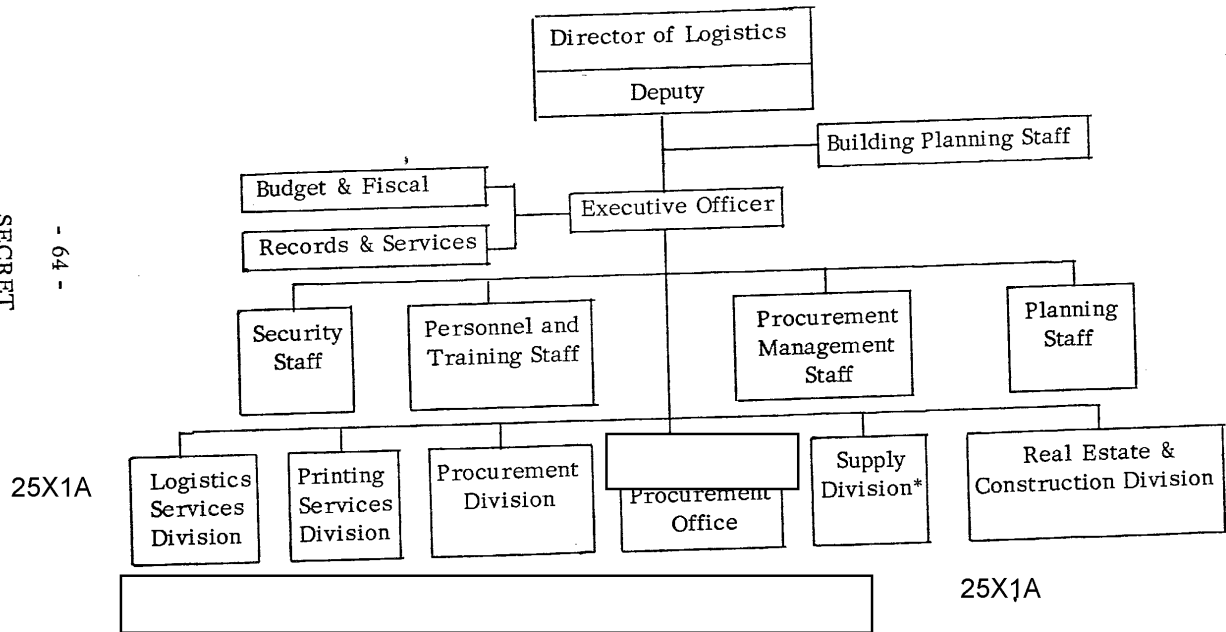 Director of Logistics
Deputy
Building Planning Staff
Budget & Fiscal
Executive Officer
Records & Services
- 64 -
SECRET
Security
Staff
Personnel and
Training Staff
Procurement
Management
Staff
Planning
Staff
25X1A
Logistics
Services
Division
Printing
Services
Division
Procurement
Division
Procurement
Office
Supply
Division*
Real Estate &
Construction Division
25X1A